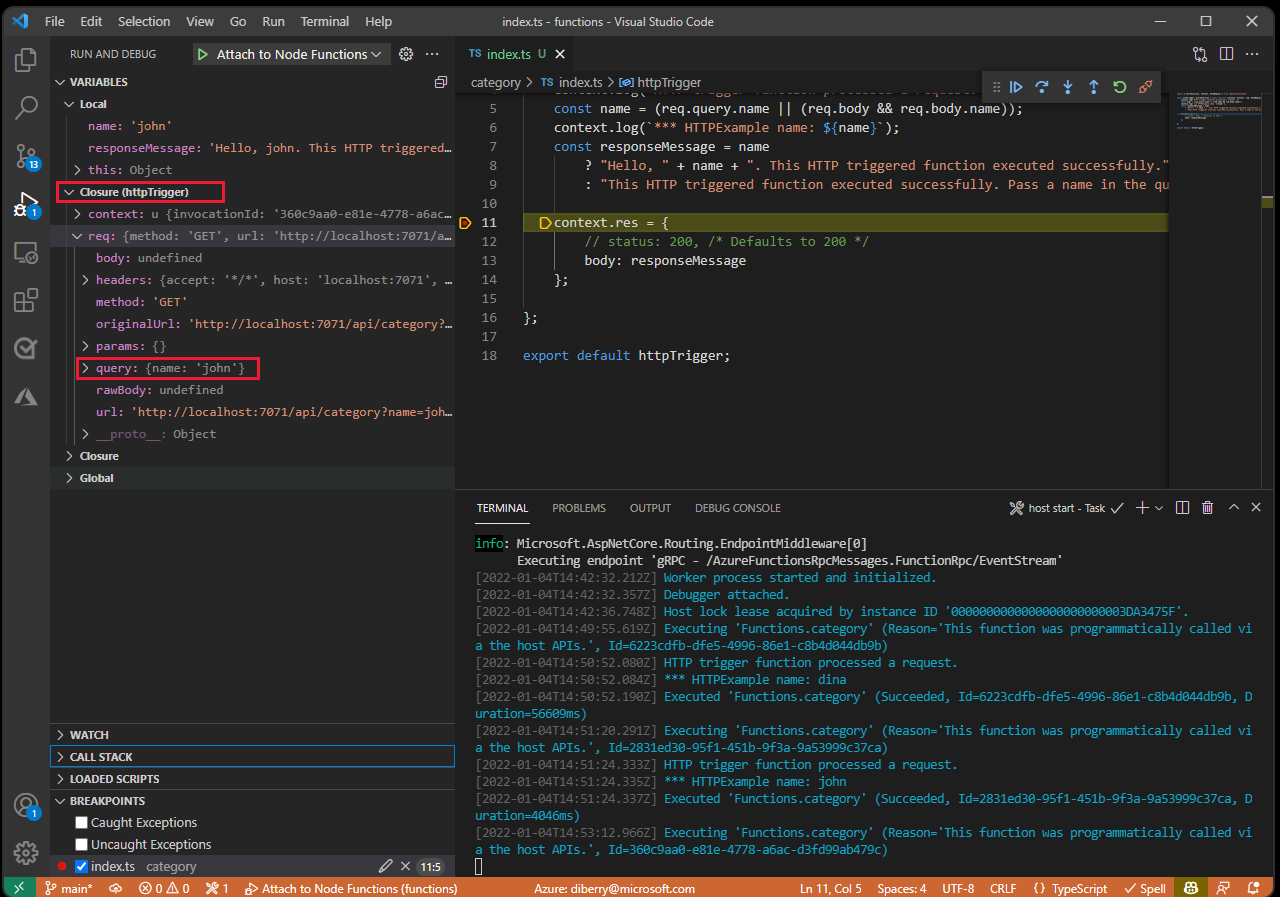 File Edit Selection View Go Run Terminal Help
index.ts - functions - Visual Studio Code
RUN AND DEBUG
Attach to Node Functions
VARIABLES
Local
name: 'john'
responseMessage: 'Hello, john. This HTTP triggered…
this: Object
Closure (httpTrigger)
context: u {invocationId: '360c9aa0-e81e-4778-a6ac…
req: {method: 'GET', url: 'http://localhost:7071/a…
body: undefined
headers: {accept: '*/*', host: 'localhost:7071', …
method: 'GET'
originalUrl: 'http://localhost:7071/api/category?…
params: {}
query: {name: 'john'}
rawBody: undefined
url: 'http://localhost:7071/api/category?name=joh…
__proto__: Object
Closure
Global
WATCH
CALL STACK
LOADED SCRIPTS
BREAKPOINTS
Caught Exceptions
Uncaught Exceptions
index.ts category 11:5
13
1
1
TS index.ts U
category > TS index.ts > httpTrigger
5 const name = (req.query.name || (req.body && req.body.name));
6 context.log(`*** HTTPExample name: ${name}`);
7 const responseMessage = name
8 ? "Hello, " + name + ". This HTTP triggered function executed successfully."
9 : "This HTTP triggered function executed successfully. Pass a name in the qu
10
11 context.res = {
12 // status: 200, /* Defaults to 200 */
13 body: responseMessage
14 };
15
16 };
17
18 export default httpTrigger;
TERMINAL PROBLEMS OUTPUT DEBUG CONSOLE
host start - Task
info: Microsoft.AspNetCore.Routing.EndpointMiddleware[0]
Executing endpoint 'gRPC - /AzureFunctionsRpcMessages.FunctionRpc/EventStream'
[2022-01-04T14:42:32.212Z] Worker process started and initialized.
[2022-01-04T14:42:32.357Z] Debugger attached.
[2022-01-04T14:42:36.748Z] Host lock lease acquired by instance ID '0000000000000000000000003DA3475F'.
[2022-01-04T14:49:55.619Z] Executing 'Functions.category' (Reason='This function was programmatically called vi
a the host APIs.', Id=6223cdfb-dfe5-4996-86e1-c8b4d044db9b)
[2022-01-04T14:50:52.080Z] HTTP trigger function processed a request.
[2022-01-04T14:50:52.084Z] *** HTTPExample name: dina
[2022-01-04T14:50:52.190Z] Executed 'Functions.category' (Succeeded, Id=6223cdfb-dfe5-4996-86e1-c8b4d044db9b, D
uration=56609ms)
[2022-01-04T14:51:20.291Z] Executing 'Functions.category' (Reason='This function was programmatically called vi
a the host APIs.', Id=2831ed30-95f1-451b-9f3a-9a53999c37ca)
[2022-01-04T14:51:24.333Z] HTTP trigger function processed a request.
[2022-01-04T14:51:24.335Z] *** HTTPExample name: john
[2022-01-04T14:51:24.337Z] Executed 'Functions.category' (Succeeded, Id=2831ed30-95f1-451b-9f3a-9a53999c37ca, D
uration=4046ms)
[2022-01-04T14:53:12.966Z] Executing 'Functions.category' (Reason='This function was programmatically called vi
a the host APIs.', Id=360c9aa0-e81e-4778-a6ac-d3fd99ab479c)
main* 0 0 1 Attach to Node Functions (functions) Azure: diberry@microsoft.com Ln 11, Col 5 Spaces: 4 UTF-8 CRLF {} TypeScript Spell